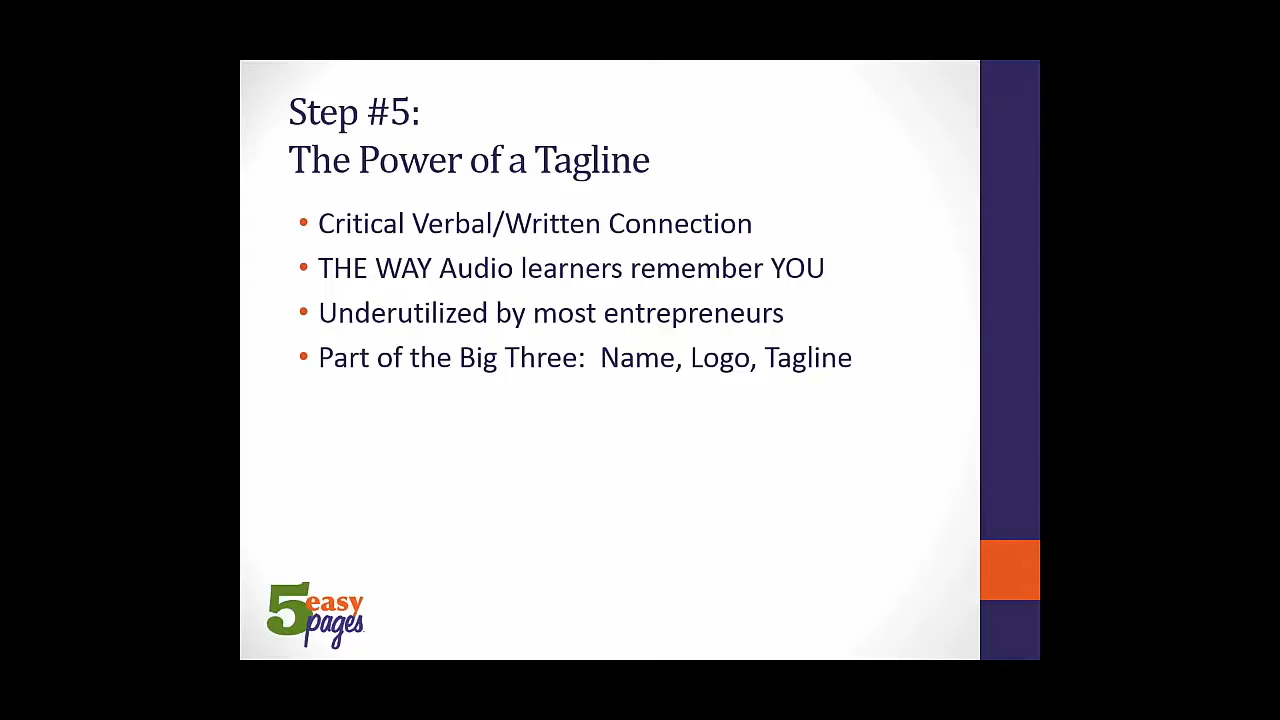 Step #5:
The Power of a Tagline
• Critical Verbal/Written Connection
• THE WAY Audio learners remember YOU
• Underutilized by most entrepreneurs
• Part of the Big Three:  Name, Logo, Tagline
5 easy
pages